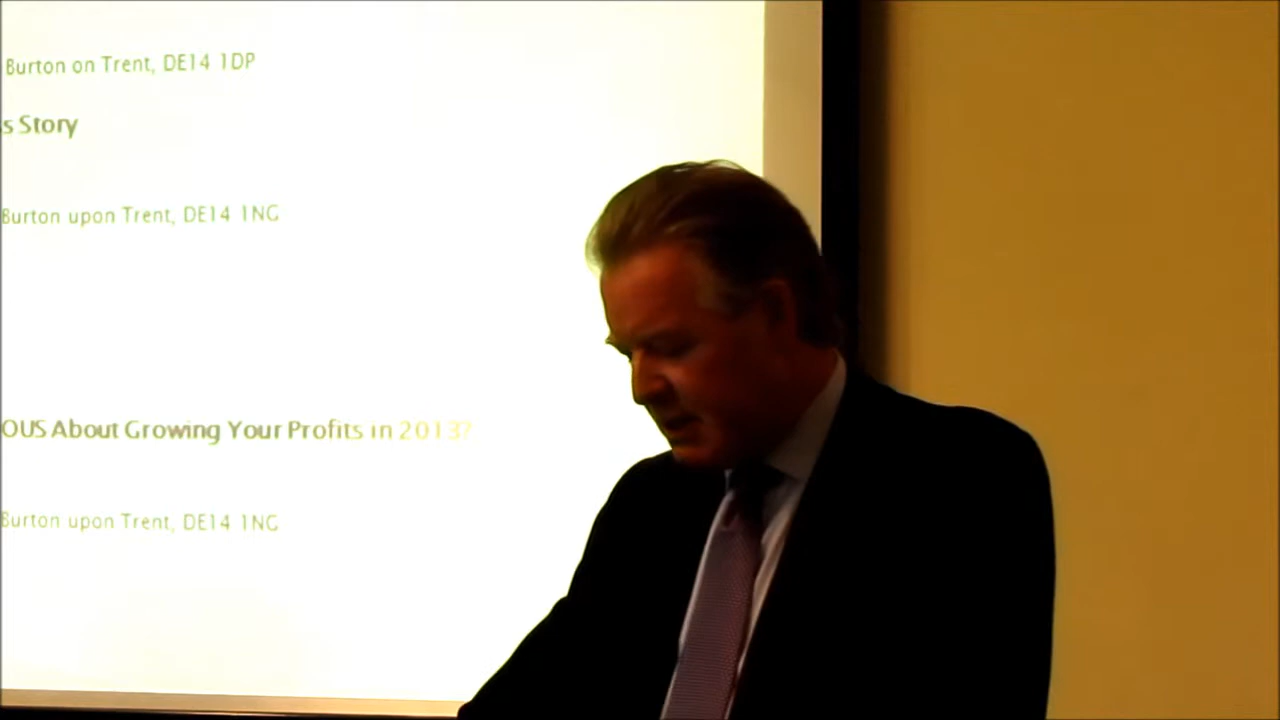 Burton on Trent, DE14 1DP
s Story
Burton upon Trent, DE14 1NG
OUS About Growing Your Profits in 2013?
Burton upon Trent, DE14 1NG